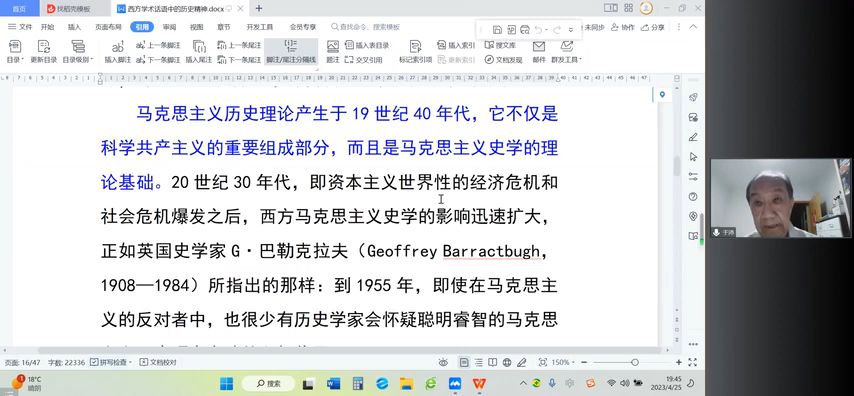 首页
找稻壳模板
西方学术话语中的历史精神.docx
文件
开始
插入
页面布局
引用
审阅
视图
章节
开发工具
会员专享
查找命令、搜索模板
未同步
协作
分享
目录
更新目录
目录级别
插入脚注
上一条脚注
下一条脚注
插入尾注
上一条尾注
下一条尾注
脚注/尾注分隔线
题注
插入表目录
交叉引用
标记索引项
插入索引
更新索引
搜文库
文档发现
邮件
群发工具
马克思主义历史理论产生于 19 世纪 40 年代，它不仅是
科学共产主义的重要组成部分，而且是马克思主义史学的理
论基础。20 世纪 30 年代，即资本主义世界性的经济危机和
社会危机爆发之后，西方马克思主义史学的影响迅速扩大，
正如英国史学家 G·巴勒克拉夫（Geoffrey Barractbugh,
1908—1984）所指出的那样：到 1955 年，即使在马克思主
义的反对者中，也很少有历史学家会怀疑聪明睿智的马克思
于沛
页面: 16/47
字数: 22336
拼写检查
文档校对
150%
18°C
晴朗
搜索
19:45
2023/4/25